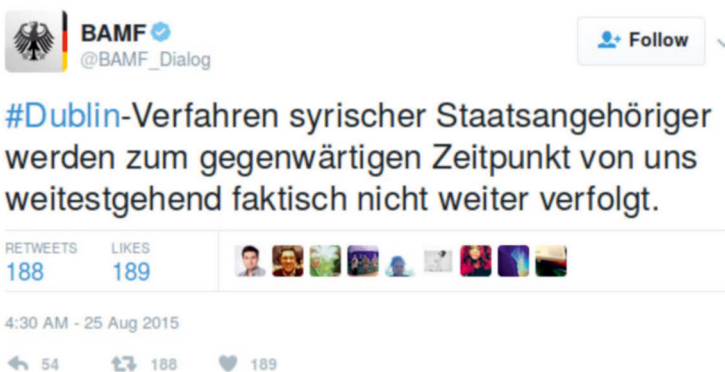 BAMF
@BAMF_Dialog
Follow
#Dublin-Verfahren syrischer Staatsangehöriger
werden zum gegenwärtigen Zeitpunkt von uns
weitestgehend faktisch nicht weiter verfolgt.
RETWEETS LIKES
188 189
4:30 AM - 25 Aug 2015
54 188 189